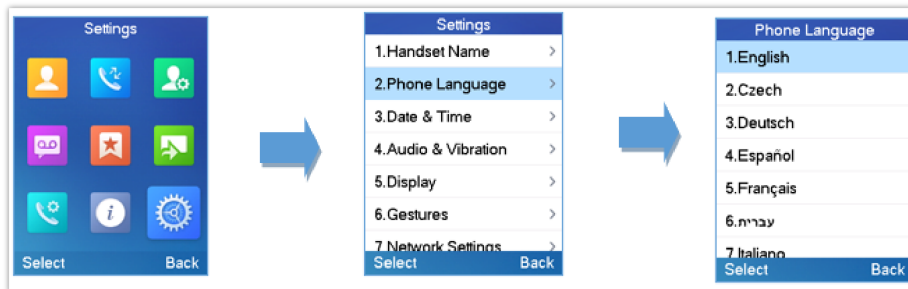 Settings
Select Back
Settings
1.Handset Name
2.Phone Language
3.Date & Time
4.Audio & Vibration
5.Display
6.Gestures
7.Network Settings
Select Back
Phone Language
1.English
2.Czech
3.Deutsch
4.Español
5.Français
6.עברית
7.Italiano
Select Back